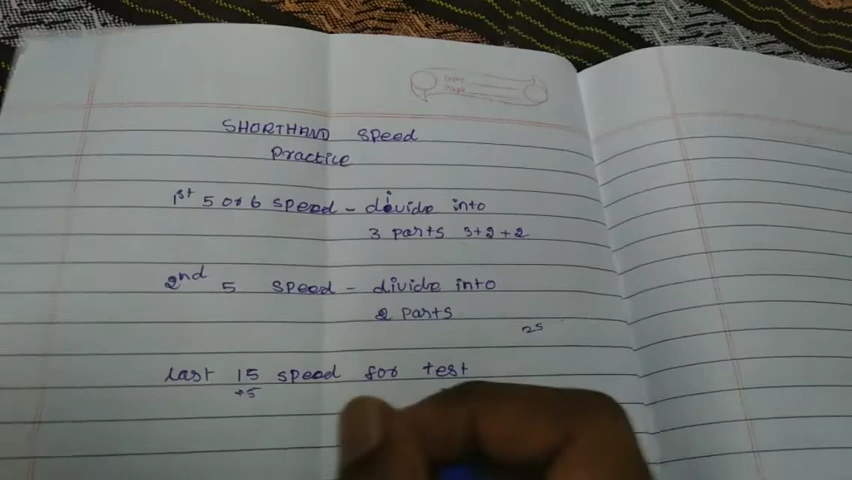 SHORTHAND Speed
Practice
1st 5 or 6 speed - divide into
3 parts 3+2+2
2nd 5 speed - divide into
2 parts
25
last 15 speed for test
+5